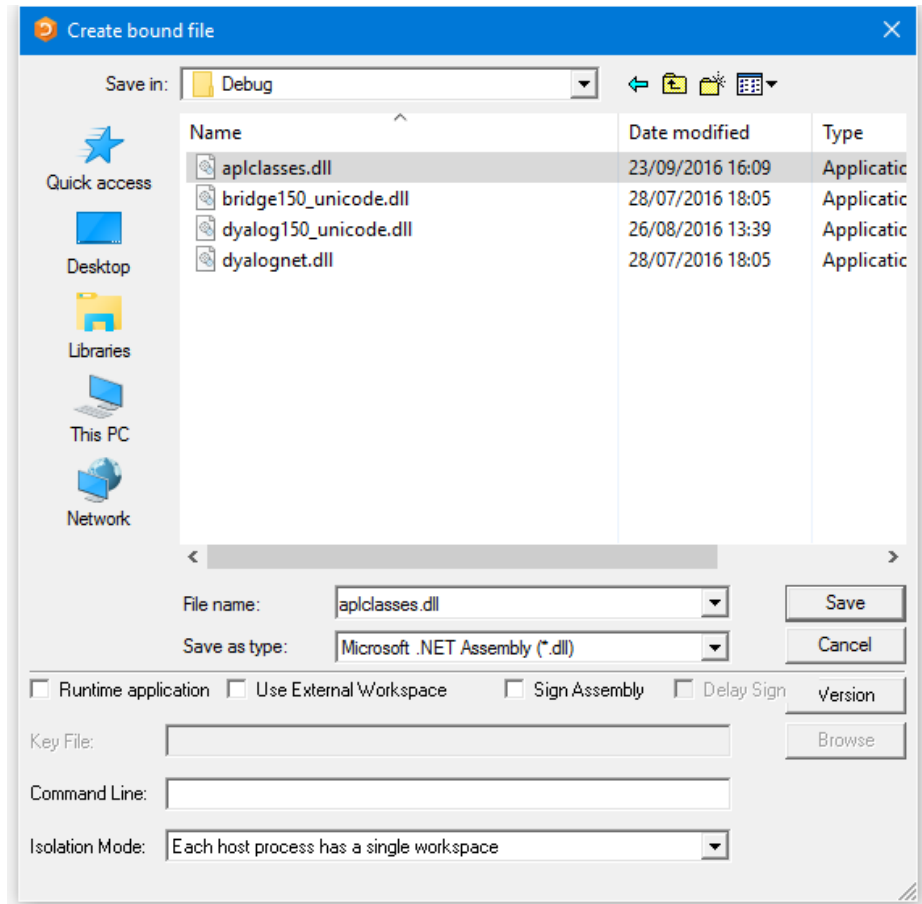 Create bound file
Save in: Debug
Name Date modified Type
aplclasses.dll 23/09/2016 16:09 Applicatic
bridge150_unicode.dll 28/07/2016 18:05 Applicatic
dyalog150_unicode.dll 26/08/2016 13:39 Applicatic
dyalognet.dll 28/07/2016 18:05 Applicatic
Quick access
Desktop
Libraries
This PC
Network
File name: aplclasses.dll Save
Save as type: Microsoft .NET Assembly (*.dll) Cancel
Runtime application Use External Workspace Sign Assembly Delay Sign Version
Key File: Browse
Command Line:
Isolation Mode: Each host process has a single workspace